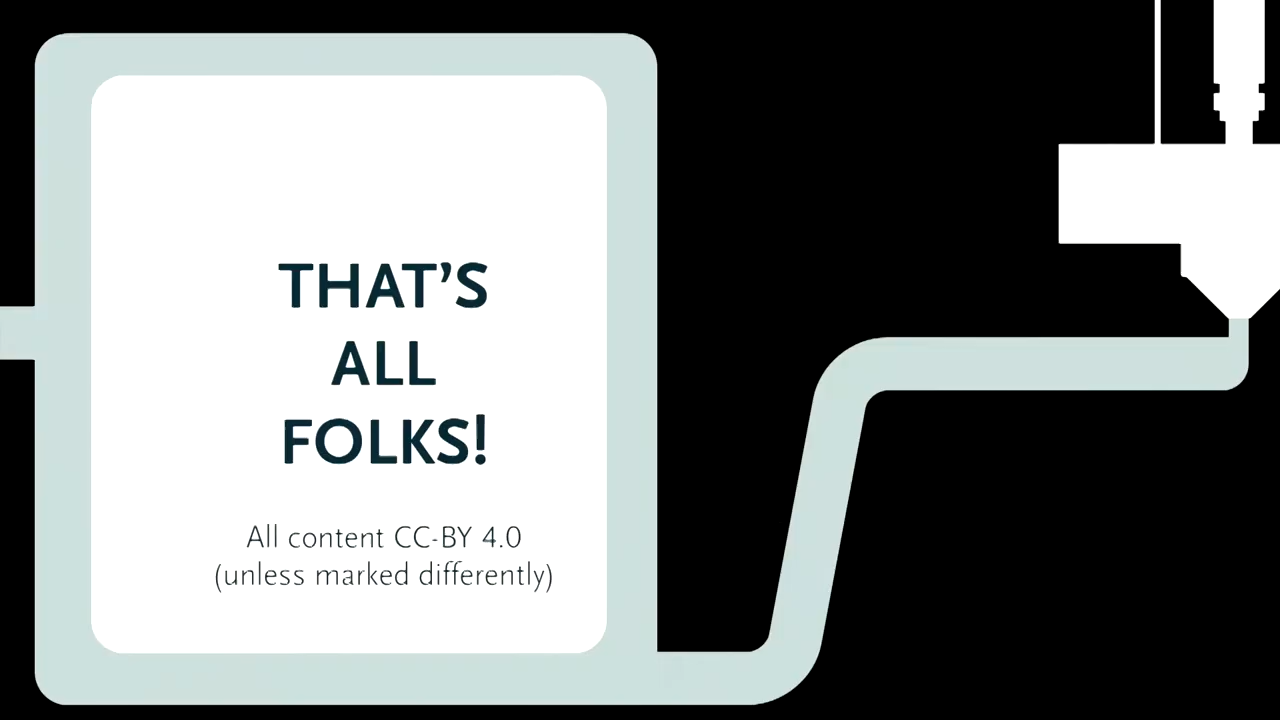 THAT’S
ALL
FOLKS!
All content CC-BY 4.0
(unless marked differently)